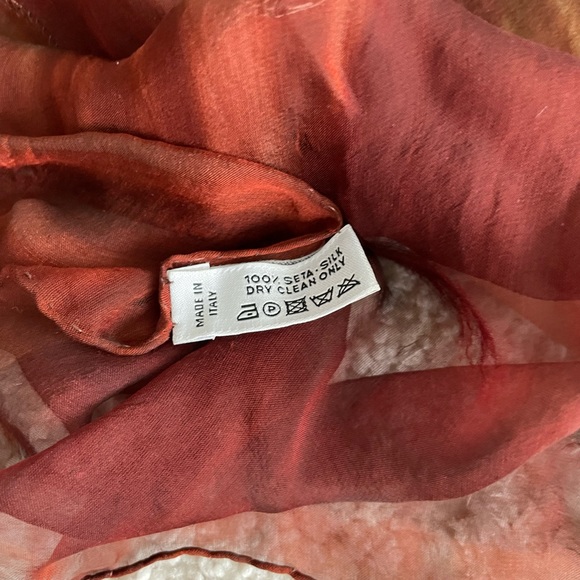 100% SETA - SILK
DRY CLEAN ONLY
P
MADE IN
ITALY